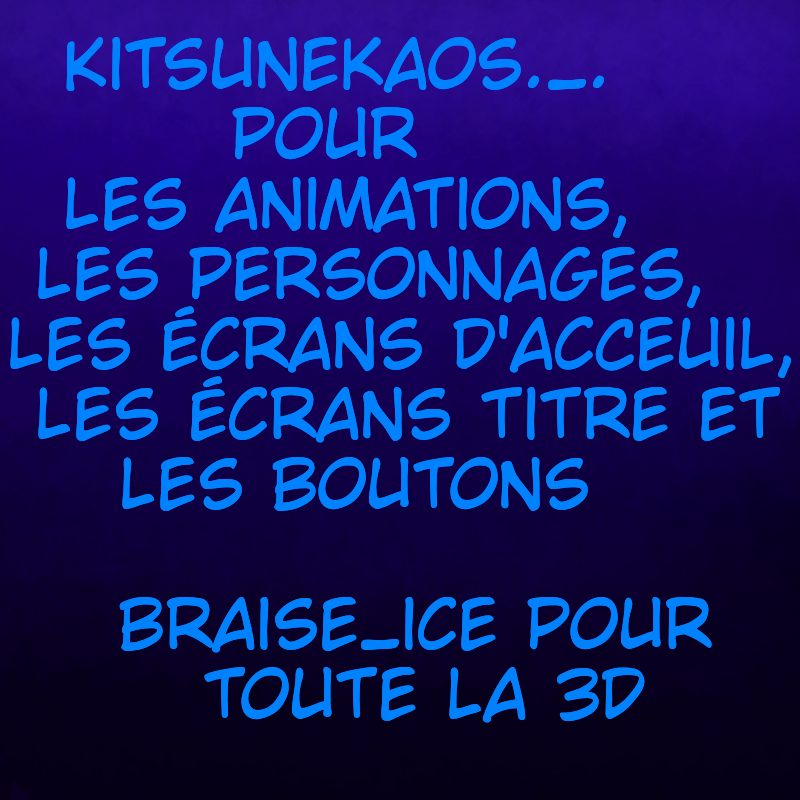 KITSUNEKAOS._.
POUR
LES ANIMATIONS,
LES PERSONNAGES,
LES ÉCRANS D'ACCEUIL,
LES ÉCRANS TITRE ET
LES BOUTONS
BRAISE_ICE POUR
TOUTE LA 3D